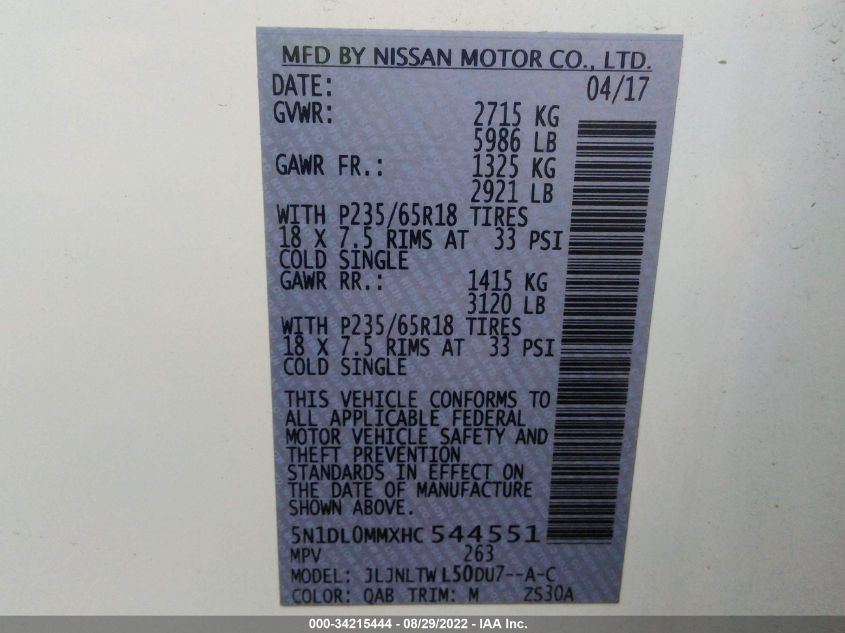 MFD BY NISSAN MOTOR CO., LTD.
DATE: 04/17
GVWR: 2715 KG
5986 LB
GAWR FR.: 1325 KG
2921 LB
WITH P235/65R18 TIRES
18 X 7.5 RIMS AT 33 PSI
COLD SINGLE
GAWR RR.: 1415 KG
3120 LB
WITH P235/65R18 TIRES
18 X 7.5 RIMS AT 33 PSI
COLD SINGLE
THIS VEHICLE CONFORMS TO
ALL APPLICABLE FEDERAL
MOTOR VEHICLE SAFETY AND
THEFT PREVENTION
STANDARDS IN EFFECT ON
THE DATE OF MANUFACTURE
SHOWN ABOVE.
5N1DL0MMXHC544551
MPV 263
MODEL: JLJNLTWL50DU7--A-C
COLOR: QAB TRIM: M ZS30A
000-34215444 - 08/29/2022 - IAA Inc.